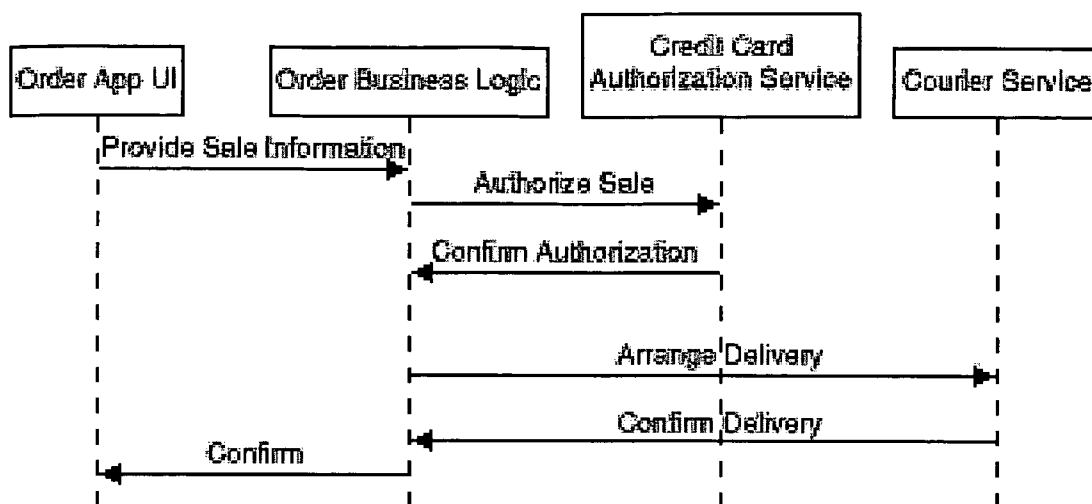 Order App UI
Order Business Logic
Credit Card
Authorization Service
Courier Service
Provide Sale Information
Authorize Sale
Confirm Authorization
Arrange Delivery
Confirm Delivery
Confirm